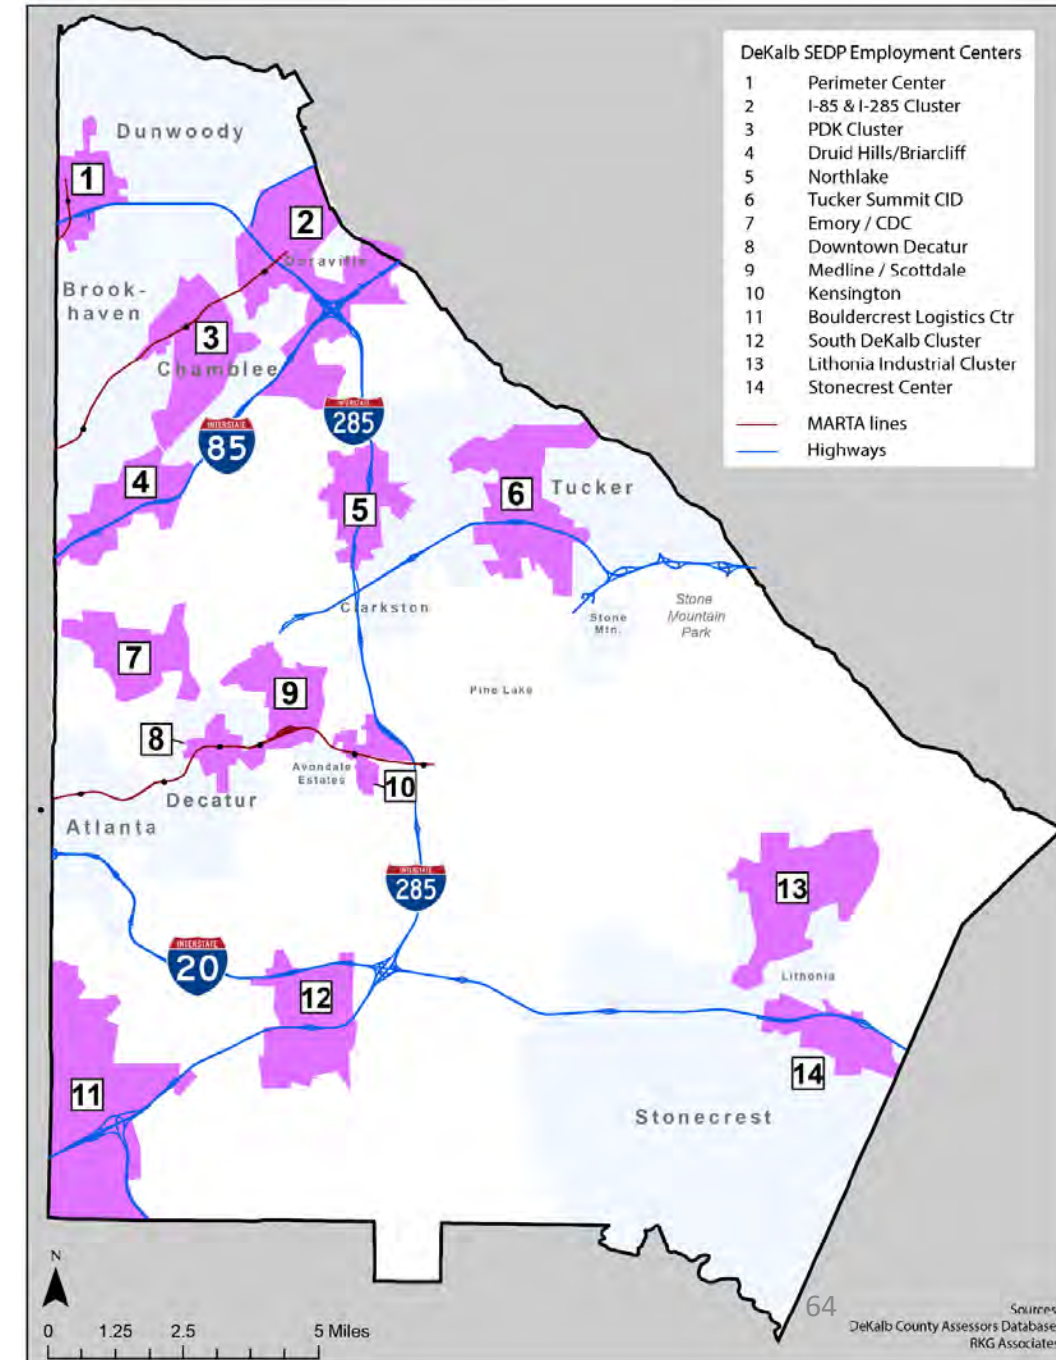 DeKalb SEDP Employment Centers
1 Perimeter Center
2 I-85 & I-285 Cluster
3 PDK Cluster
4 Druid Hills/Briarcliff
5 Northlake
6 Tucker Summit CID
7 Emory / CDC
8 Downtown Decatur
9 Medline / Scottdale
10 Kensington
11 Bouldercrest Logistics Ctr
12 South DeKalb Cluster
13 Lithonia Industrial Cluster
14 Stonecrest Center
MARTA lines
Highways
Dunwoody
1
2
Doraville
Brook-
haven
3
Chamblee
INTERSTATE
285
INTERSTATE
85
4
5
6
Tucker
Clarkston
Stone
Mtn.
Stone
Mountain
Park
7
9
Pine Lake
8
Avondale
Estates
10
Decatur
Atlanta
INTERSTATE
285
13
INTERSTATE
20
12
Lithonia
14
11
Stonecrest
N
0 1.25 2.5 5 Miles
64
Sources
DeKalb County Assessors Database
RKG Associates